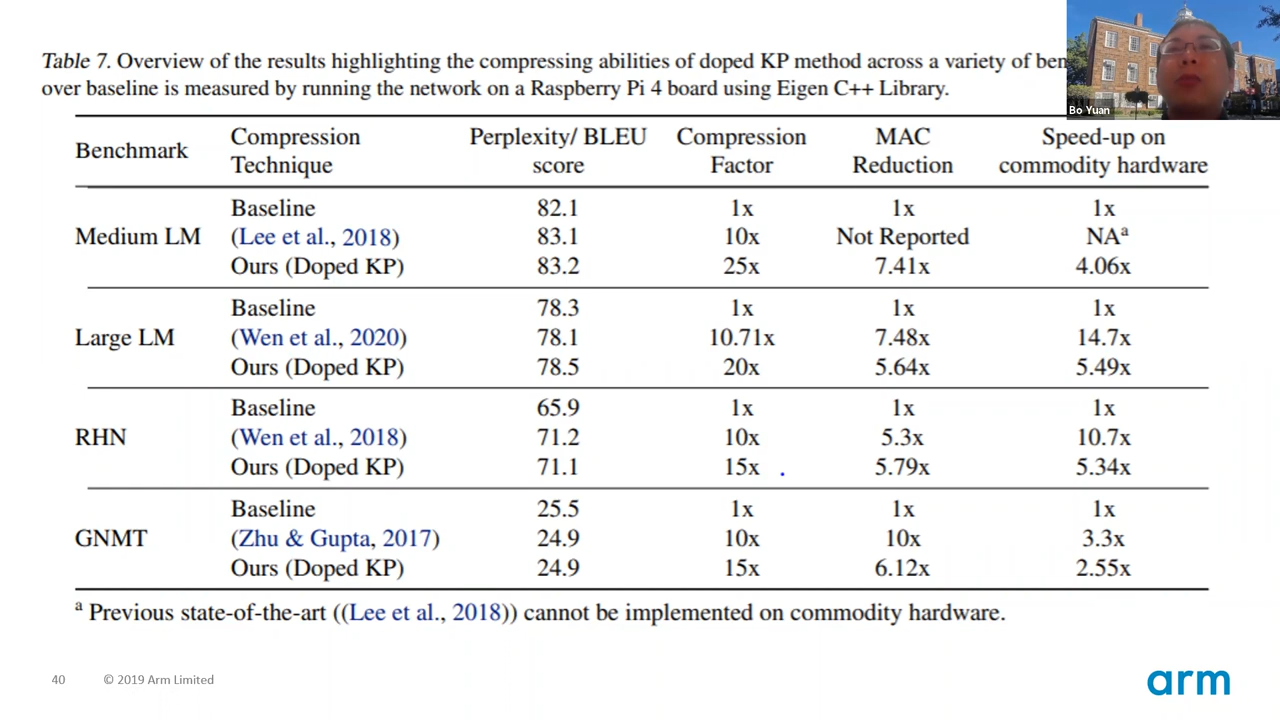 Table 7. Overview of the results highlighting the compressing abilities of doped KP method across a variety of
over baseline is measured by running the network on a Raspberry Pi 4 board using Eigen C++ Library.
Bo Yuan
Benchmark Compression Technique Perplexity/ BLEU score Compression Factor MAC Reduction Speed-up on commodity hardware
Baseline 82.1 1x 1x 1x
Medium LM (Lee et al., 2018) 83.1 10x Not Reported NAa
Ours (Doped KP) 83.2 25x 7.41x 4.06x
Baseline 78.3 1x 1x 1x
Large LM (Wen et al., 2020) 78.1 10.71x 7.48x 14.7x
Ours (Doped KP) 78.5 20x 5.64x 5.49x
Baseline 65.9 1x 1x 1x
RHN (Wen et al., 2018) 71.2 10x 5.3x 10.7x
Ours (Doped KP) 71.1 15x 5.79x 5.34x
Baseline 25.5 1x 1x 1x
GNMT (Zhu & Gupta, 2017) 24.9 10x 10x 3.3x
Ours (Doped KP) 24.9 15x 6.12x 2.55x
a Previous state-of-the-art ((Lee et al., 2018)) cannot be implemented on commodity hardware.
40 © 2019 Arm Limited
arm